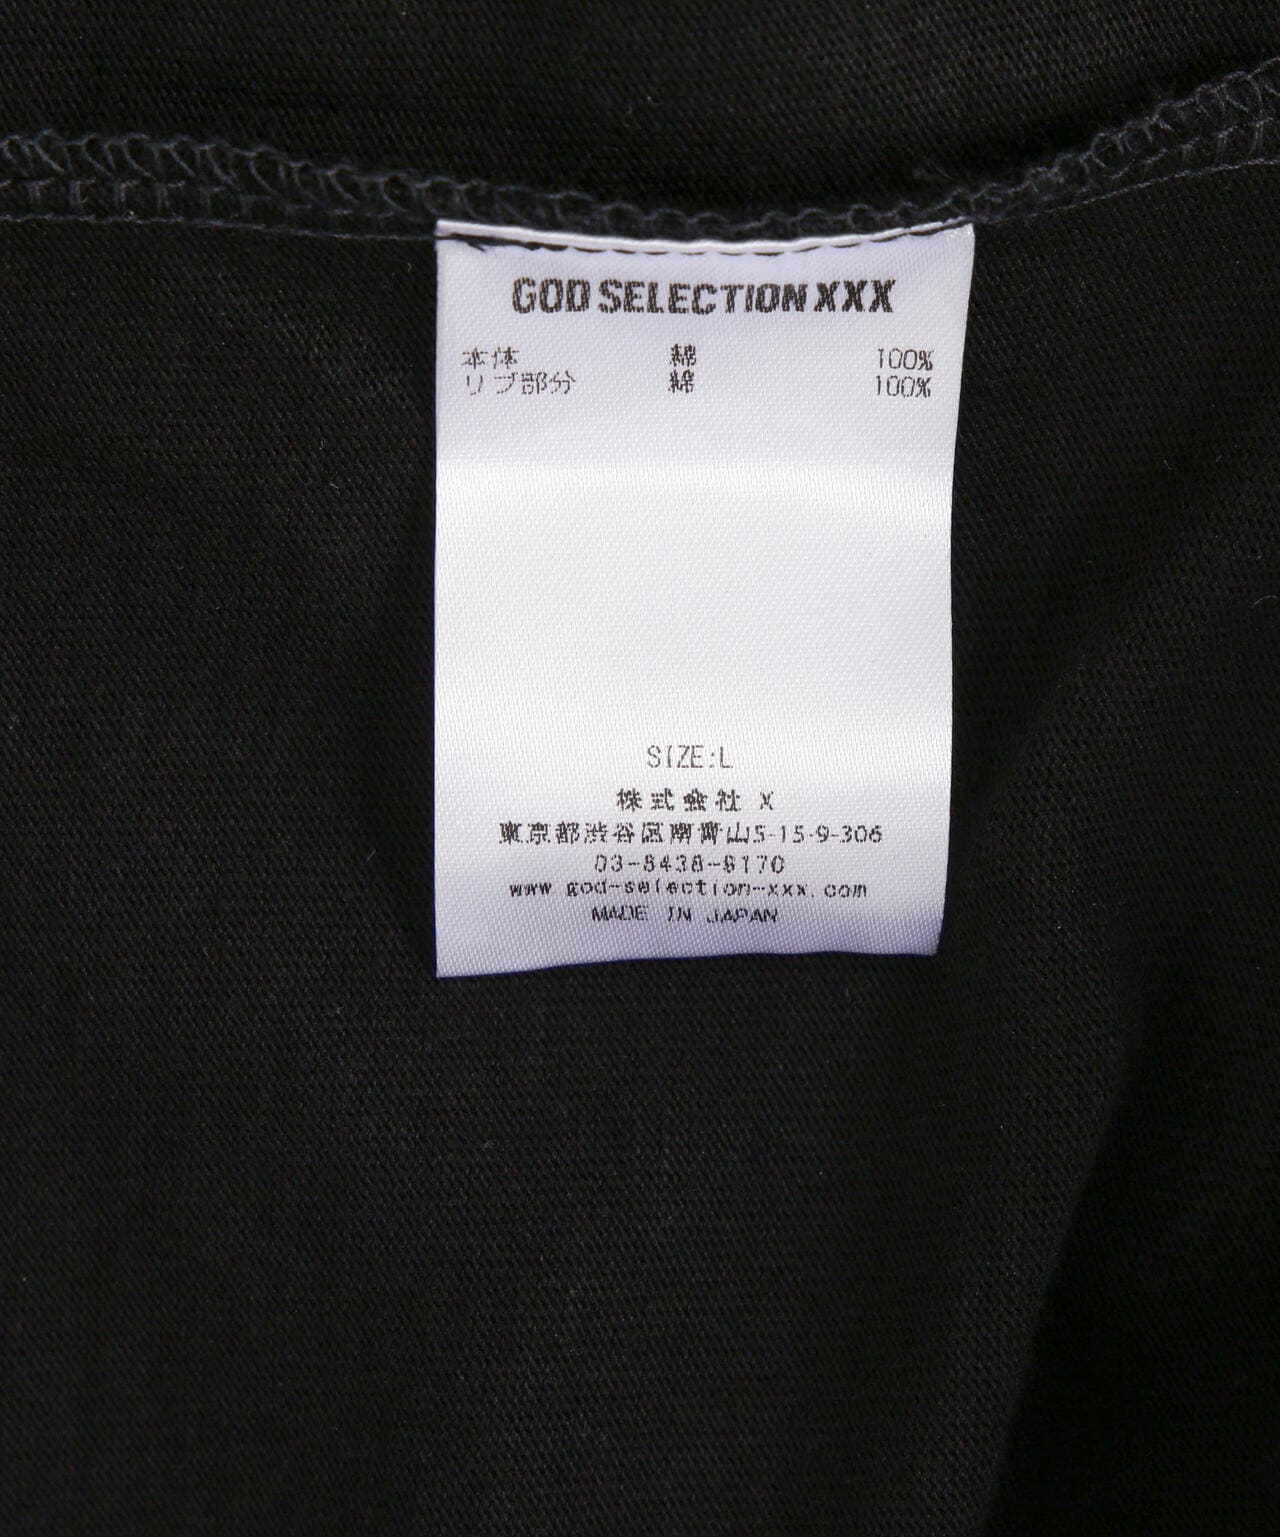 GOD SELECTION XXX
本体 綿 100%
リブ部分 綿 100%
SIZE:L
株式会社 X
東京都渋谷区南青山5-15-9-306
03-6438-9170
www.god-selection-xxx.com
MADE IN JAPAN